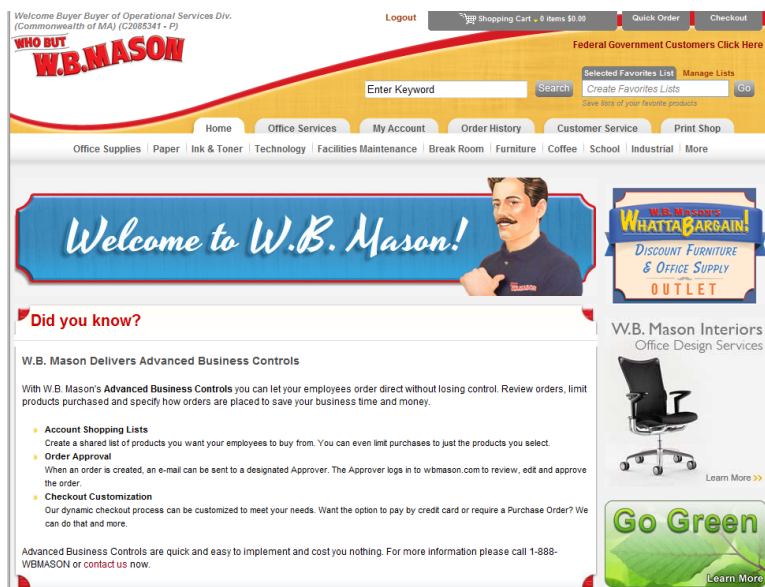 Welcome Buyer Buyer of Operational Services Div.
(Commonwealth of MA) (C2085341 - P)
Logout
Shopping Cart - 0 items $0.00
Quick Order
Checkout
WHO BUT
W.B.MASON
Federal Government Customers Click Here
Selected Favorites List
Manage Lists
Enter Keyword
Search
Create Favorites Lists
Go
Save lists of your favorite products
Home
Office Services
My Account
Order History
Customer Service
Print Shop
Office Supplies | Paper | Ink & Toner | Technology | Facilities Maintenance | Break Room | Furniture | Coffee | School | Industrial | More
Welcome to W.B. Mason!
W.B.MASON
W.B. MASON'S
WHATTABARGAIN!
DISCOUNT FURNITURE
& OFFICE SUPPLY
OUTLET
Did you know?
W.B. Mason Delivers Advanced Business Controls
With W.B. Mason's Advanced Business Controls you can let your employees order direct without losing control. Review orders, limit
products purchased and specify how orders are placed to save your business time and money.
Account Shopping Lists
Create a shared list of products you want your employees to buy from. You can even limit purchases to just the products you select.
Order Approval
When an order is created, an e-mail can be sent to a designated Approver. The Approver logs in to wbmason.com to review, edit and approve
the order.
Checkout Customization
Our dynamic checkout process can be customized to meet your needs. Want the option to pay by credit card or require a Purchase Order? We
can do that and more.
Advanced Business Controls are quick and easy to implement and cost you nothing. For more information please call 1-888-
WBMASON or contact us now.
W.B. Mason Interiors
Office Design Services
Learn More >>
Go Green
Learn More